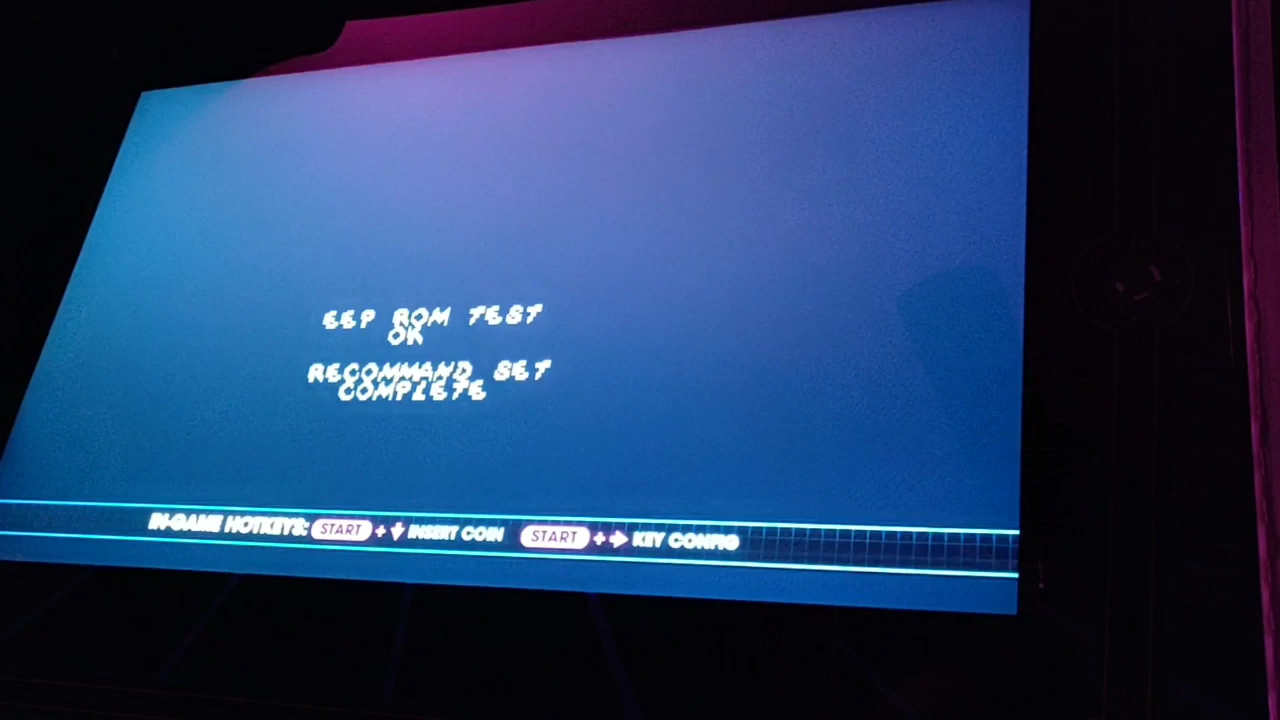 EEP ROM TEST
OK
RECOMMAND SET
COMPLETE
IN-GAME HOTKEYS: START + INSERT COIN START + KEY CONFIG